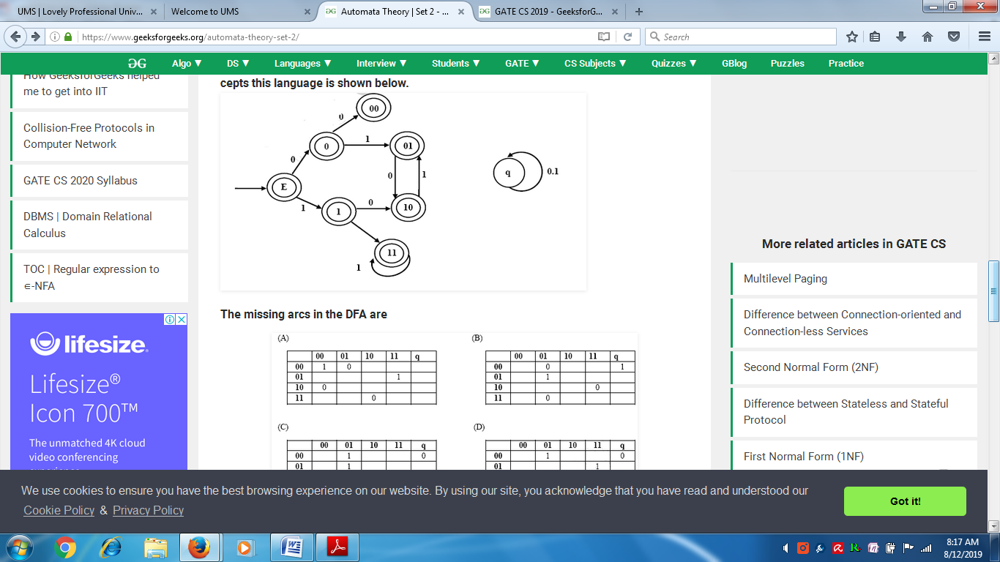 UMS | Lovely Professional Univ...
Welcome to UMS
Automata Theory | Set 2 - ...
GATE CS 2019 - GeeksforG...
https://www.geeksforgeeks.org/automata-theory-set-2/
Search
Algo ▼
DS ▼
Languages ▼
Interview ▼
Students ▼
GATE ▼
CS Subjects ▼
Quizzes ▼
GBlog
Puzzles
Practice
How GeeksforGeeks helped
me to get into IIT
Collision-Free Protocols in
Computer Network
GATE CS 2020 Syllabus
DBMS | Domain Relational
Calculus
TOC | Regular expression to
∈-NFA
lifesize.
Lifesize®
Icon 700™
The unmatched 4K cloud
video conferencing
cepts this language is shown below.
00
0
0
1
01
0
E
0
1
q
0.1
1
1
0
10
11
1
The missing arcs in the DFA are
(A)
00 01 10 11 q
00 1 0
01 1
10 0
11 0
(B)
00 01 10 11 q
00 0 1
01 1
10 0
11 0
(C)
00 01 10 11 q
00 1 0
01 1
(D)
00 01 10 11 q
00 1 0
01 1
More related articles in GATE CS
Multilevel Paging
Difference between Connection-oriented and
Connection-less Services
Second Normal Form (2NF)
Difference between Stateless and Stateful
Protocol
First Normal Form (1NF)
We use cookies to ensure you have the best browsing experience on our website. By using our site, you acknowledge that you have read and understood our
Cookie Policy & Privacy Policy
Got it!
8:17 AM
8/12/2019